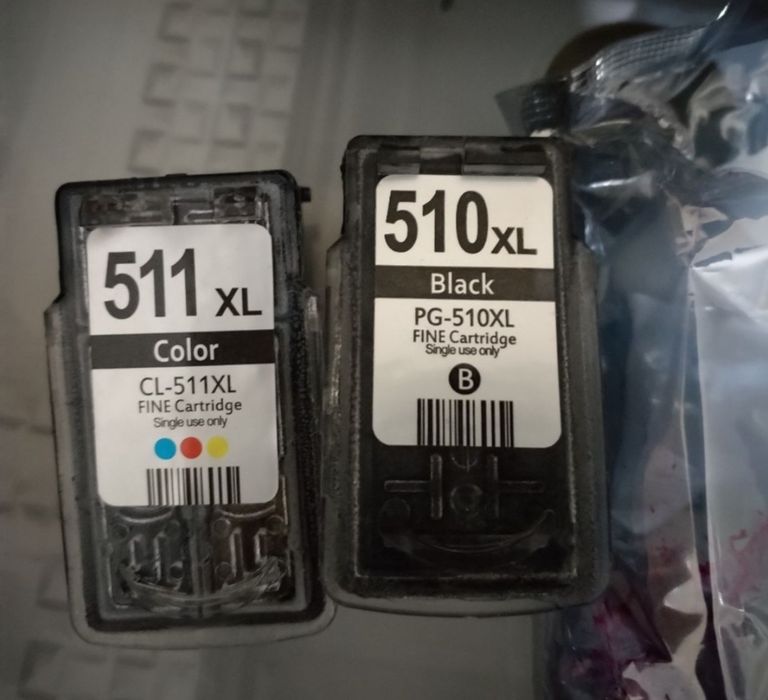 511 XL
Color
CL-511XL
FINE Cartridge
Single use only
510XL
Black
PG-510XL
FINE Cartridge
Single use only
B